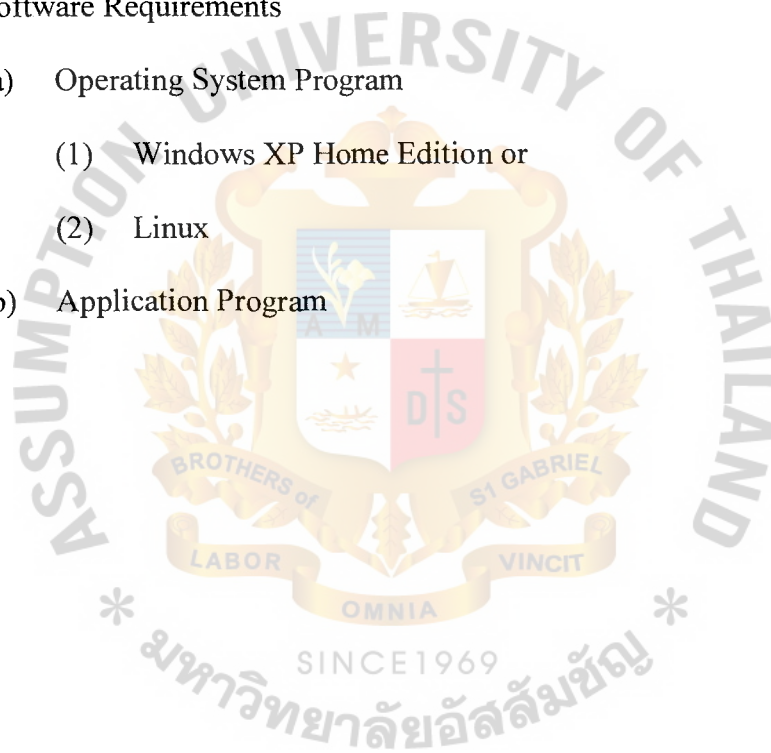 oftware Requirements
a) Operating System Program
(1) Windows XP Home Edition or
(2) Linux
b) Application Program
ASSUMPTION UNIVERSITY OF THAILAND
A M
D S
BROTHERS of ST GABRIEL
LABOR
OMNIA
VINCIT
SINCE1969
* มหาวิทยาลัยอัสสัมชัญ *